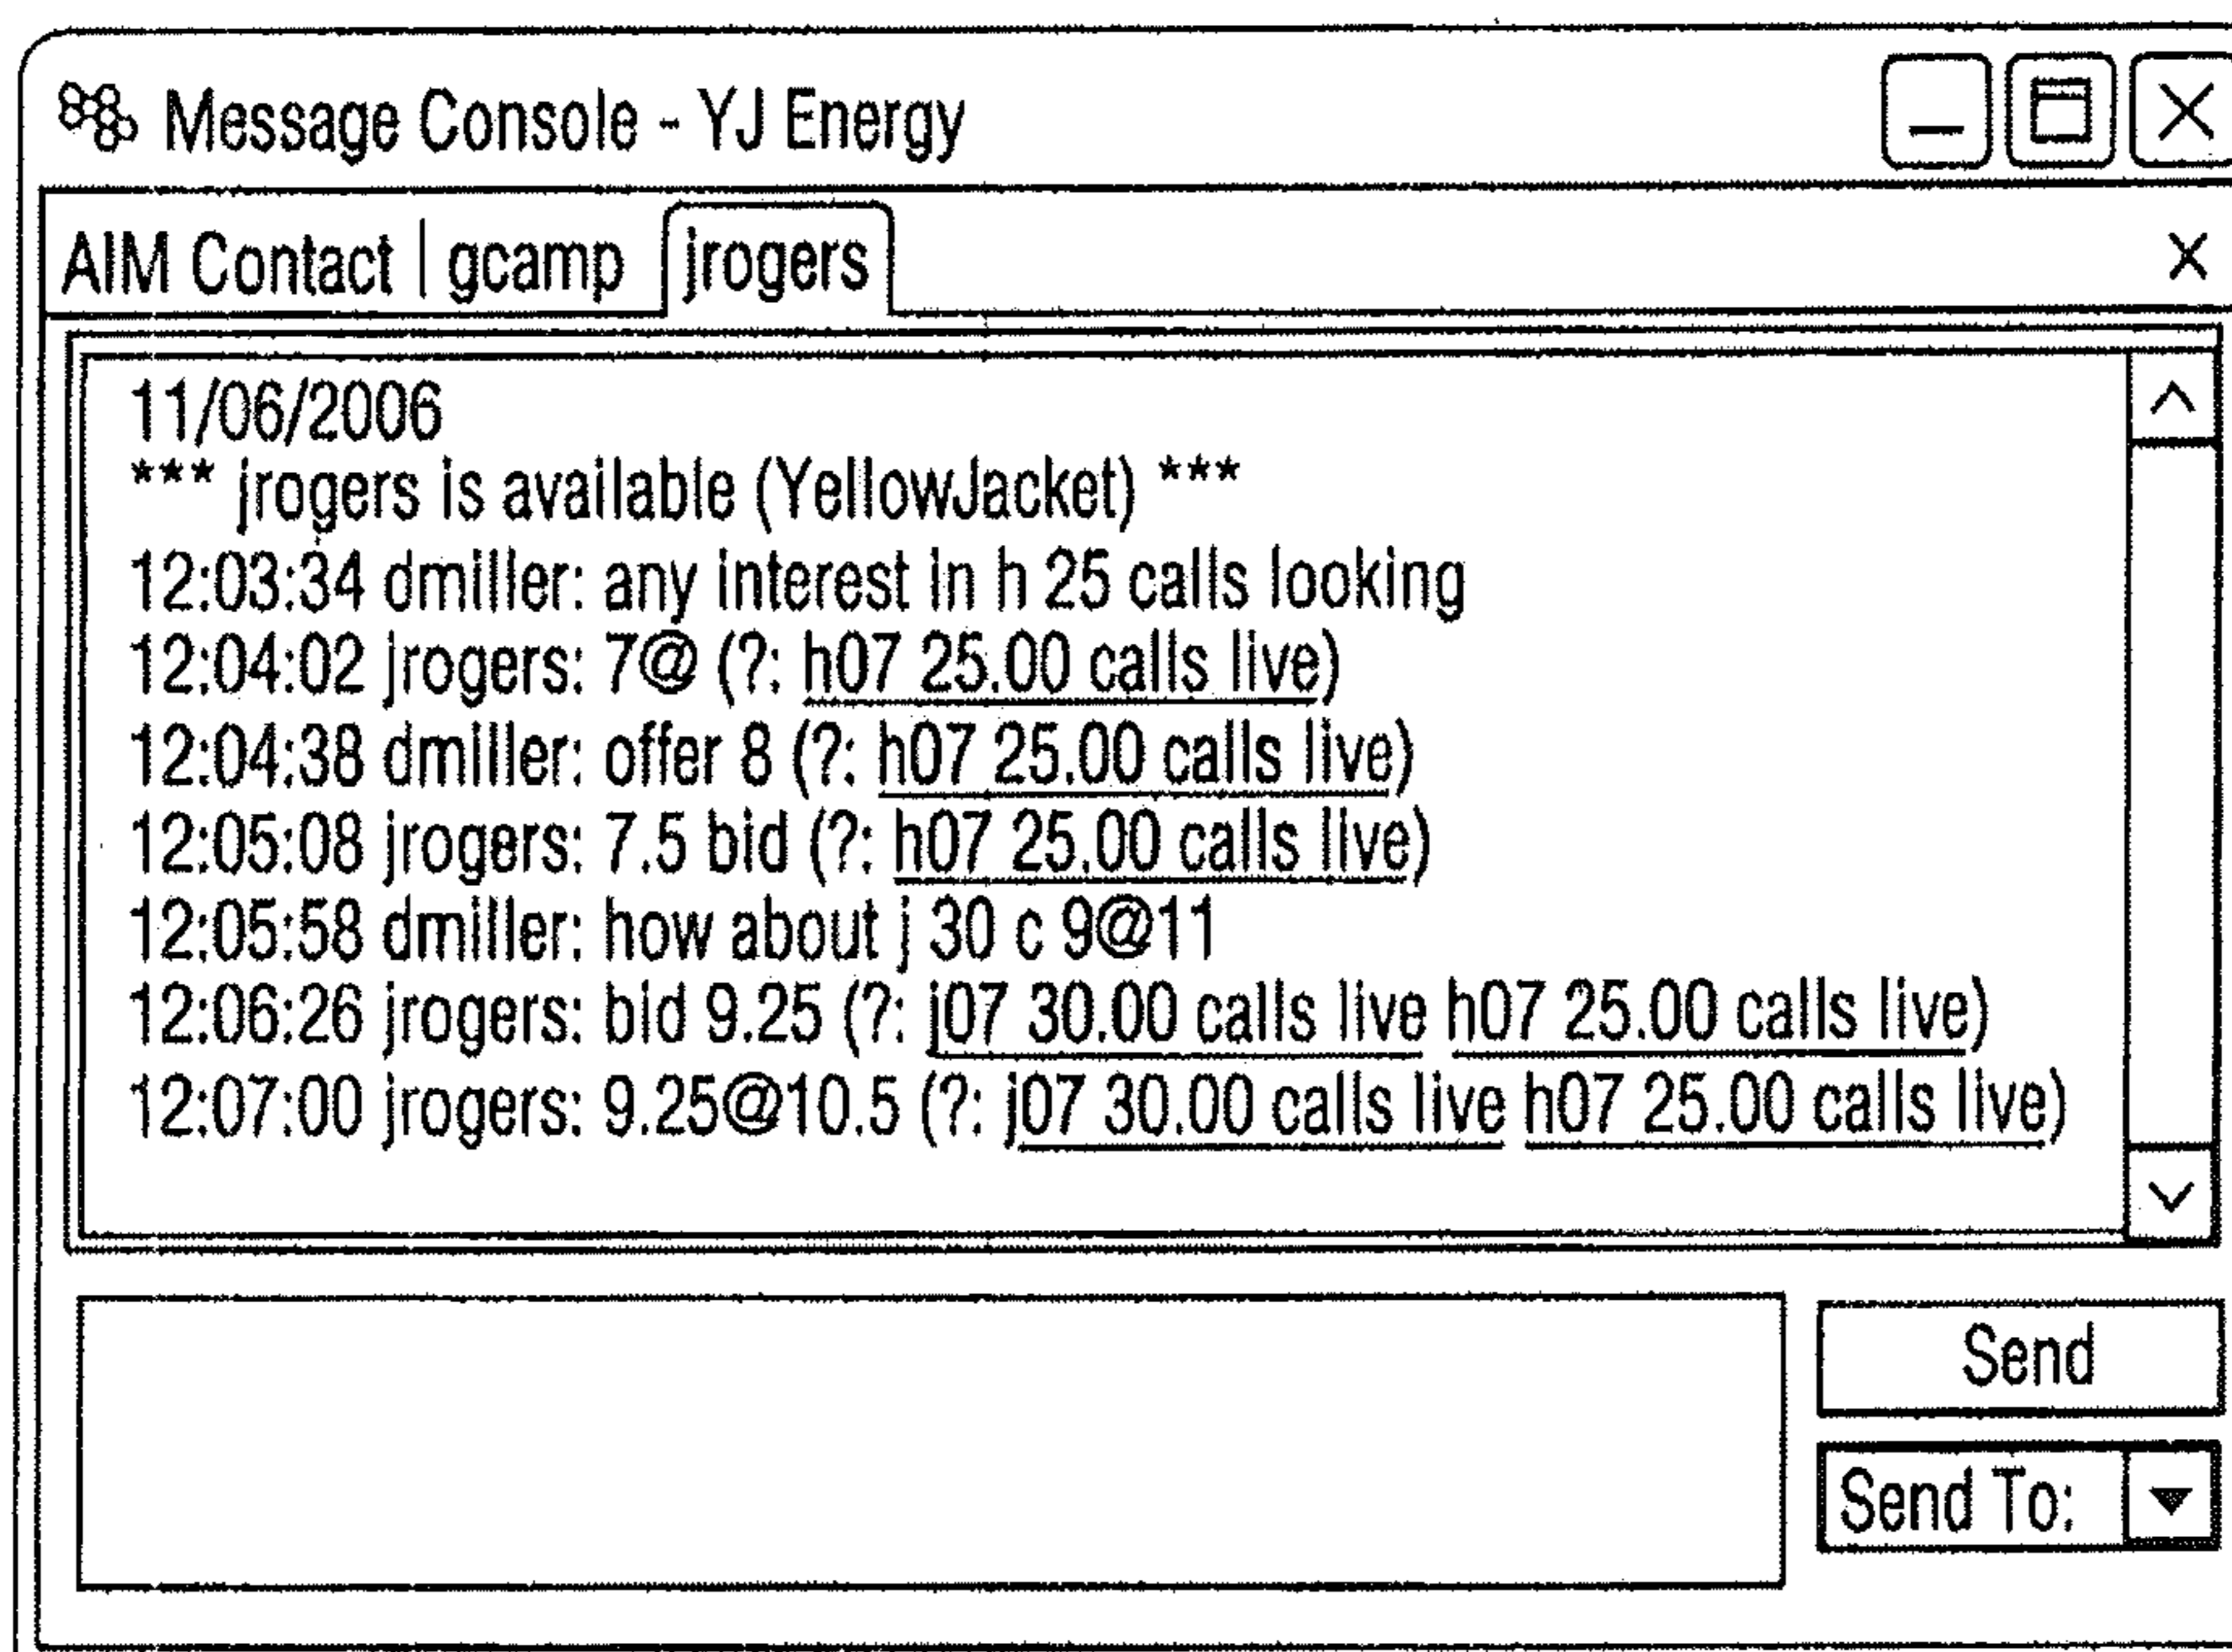 Message Console - YJ Energy
AIM Contact | gcamp jrogers X
11/06/2006
*** jrogers is available (YellowJacket) ***
12:03:34 dmiller: any interest in h 25 calls looking
12:04:02 jrogers: 7@ (?: h07 25.00 calls live)
12:04:38 dmiller: offer 8 (?: h07 25.00 calls live)
12:05:08 jrogers: 7.5 bid (?: h07 25.00 calls live)
12:05:58 dmiller: how about j 30 c 9@11
12:06:26 jrogers: bid 9.25 (?: j07 30.00 calls live h07 25.00 calls live)
12:07:00 jrogers: 9.25@10.5 (?: j07 30.00 calls live h07 25.00 calls live)
Send
Send To: